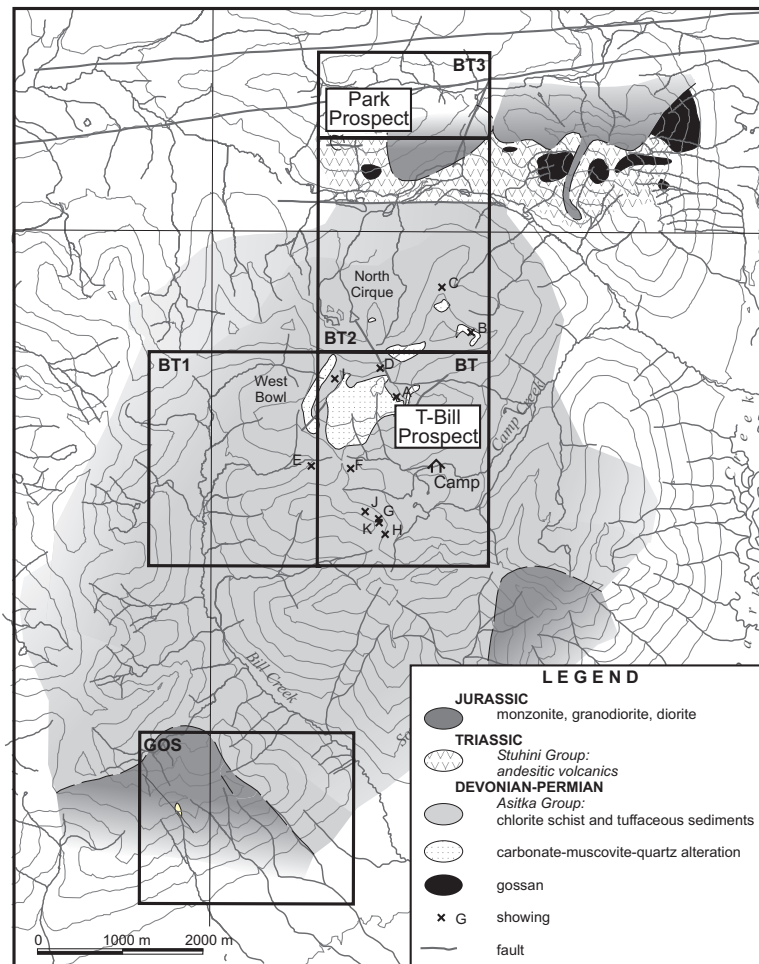 BT3
Park
Prospect
North
Cirque
C
B
BT2
BT1
BT
D
I
West
Bowl
A
T-Bill
Prospect
Camp Creek
E
F
Camp
J
G
K
H
Creek
Bill Creek
GOS
LEGEND
JURASSIC
monzonite, granodiorite, diorite
TRIASSIC
Stuhini Group:
andesitic volcanics
DEVONIAN-PERMIAN
Asitka Group:
chlorite schist and tuffaceous sediments
carbonate-muscovite-quartz alteration
gossan
G showing
fault
0 1000 m 2000 m